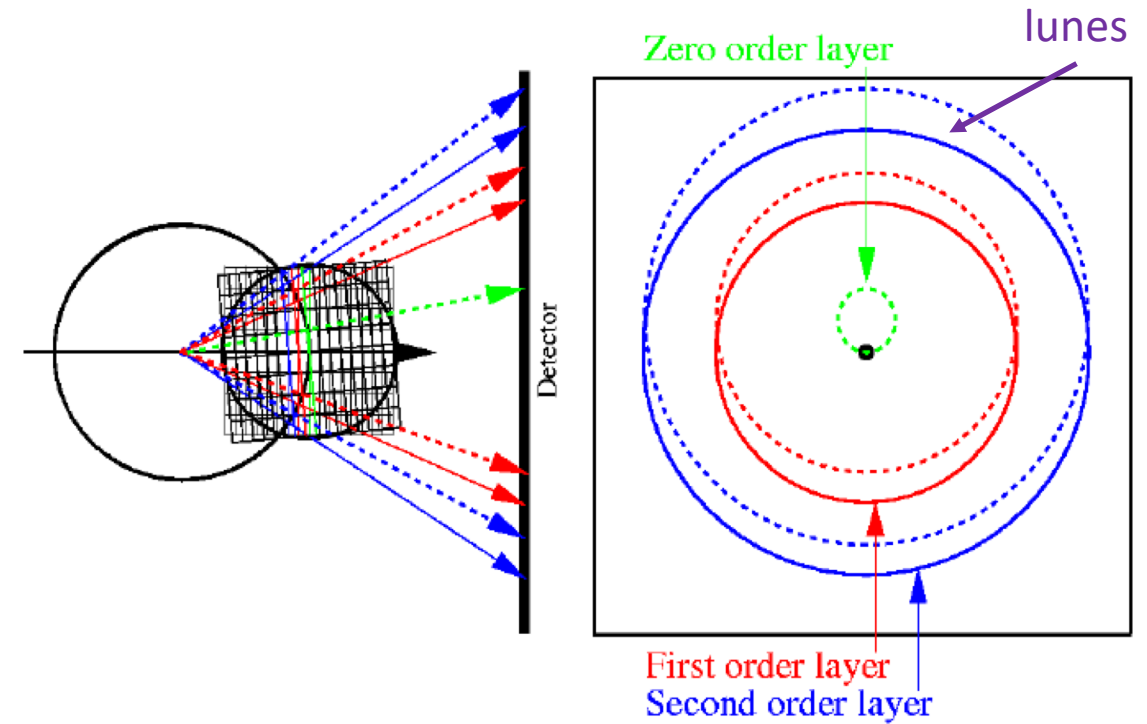 lunes
Zero order layer
Detector
First order layer
Second order layer